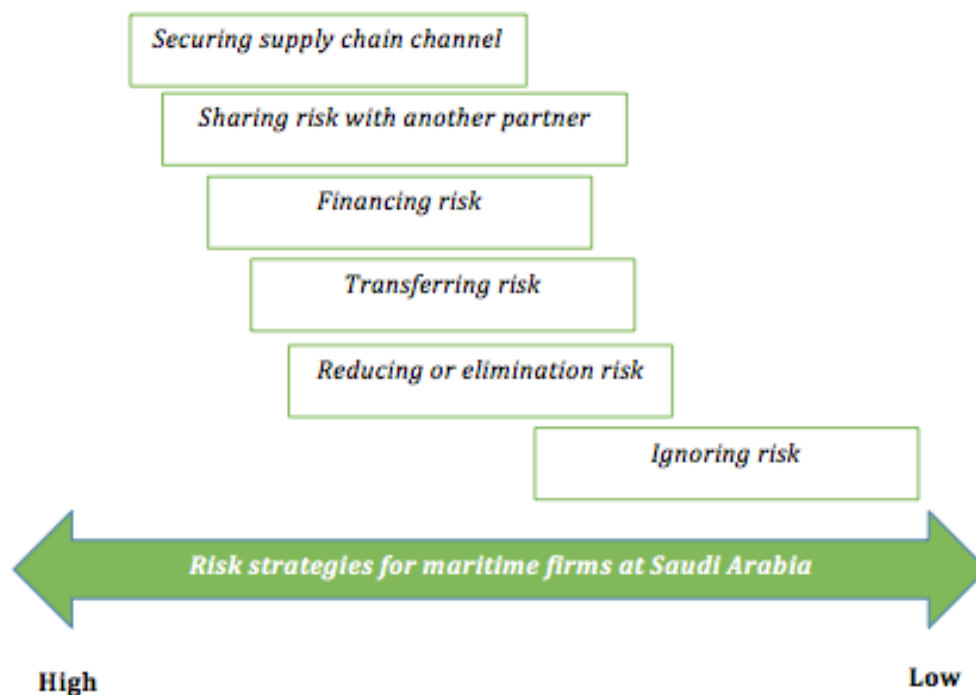 Securing supply chain channel
Sharing risk with another partner
Financing risk
Transferring risk
Reducing or elimination risk
Ignoring risk
Risk strategies for maritime firms at Saudi Arabia
High
Low